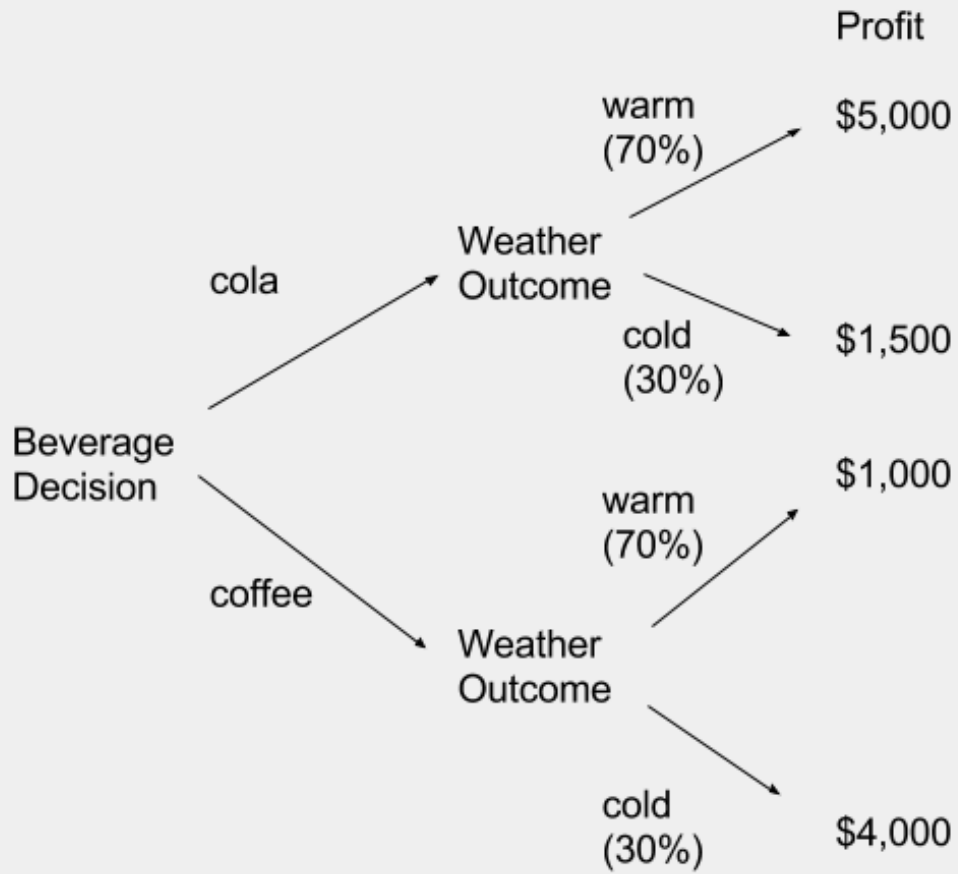 Profit
warm
(70%)
$5,000
Weather
Outcome
cola
cold
(30%)
$1,500
Beverage
Decision
$1,000
warm
(70%)
coffee
Weather
Outcome
cold
(30%)
$4,000